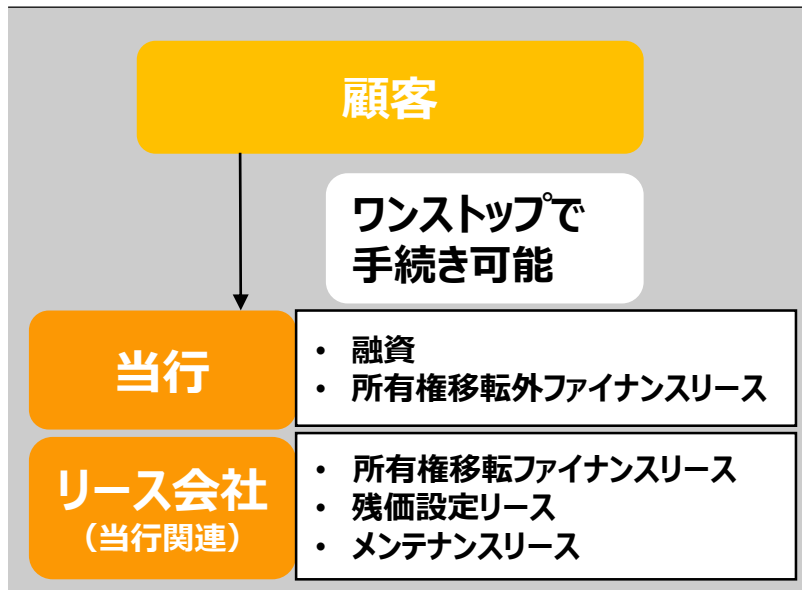 顧客
ワンストップで
手続き可能
当行
• 融資
• 所有権移転外ファイナンスリース
リース会社
（当行関連）
• 所有権移転ファイナンスリース
• 残価設定リース
• メンテナンスリース